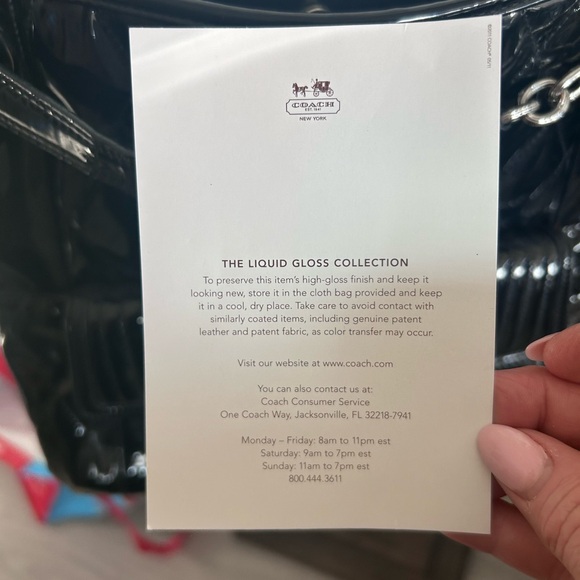 COACH
EST. 1941
NEW YORK
THE LIQUID GLOSS COLLECTION
To preserve this item's high-gloss finish and keep it
looking new, store it in the cloth bag provided and keep
it in a cool, dry place. Take care to avoid contact with
similarly coated items, including genuine patent
leather and patent fabric, as color transfer may occur.
Visit our website at www.coach.com
You can also contact us at:
Coach Consumer Service
One Coach Way, Jacksonville, FL 32218-7941
Monday – Friday: 8am to 11pm est
Saturday: 9am to 7pm est
Sunday: 11am to 7pm est
800.444.3611